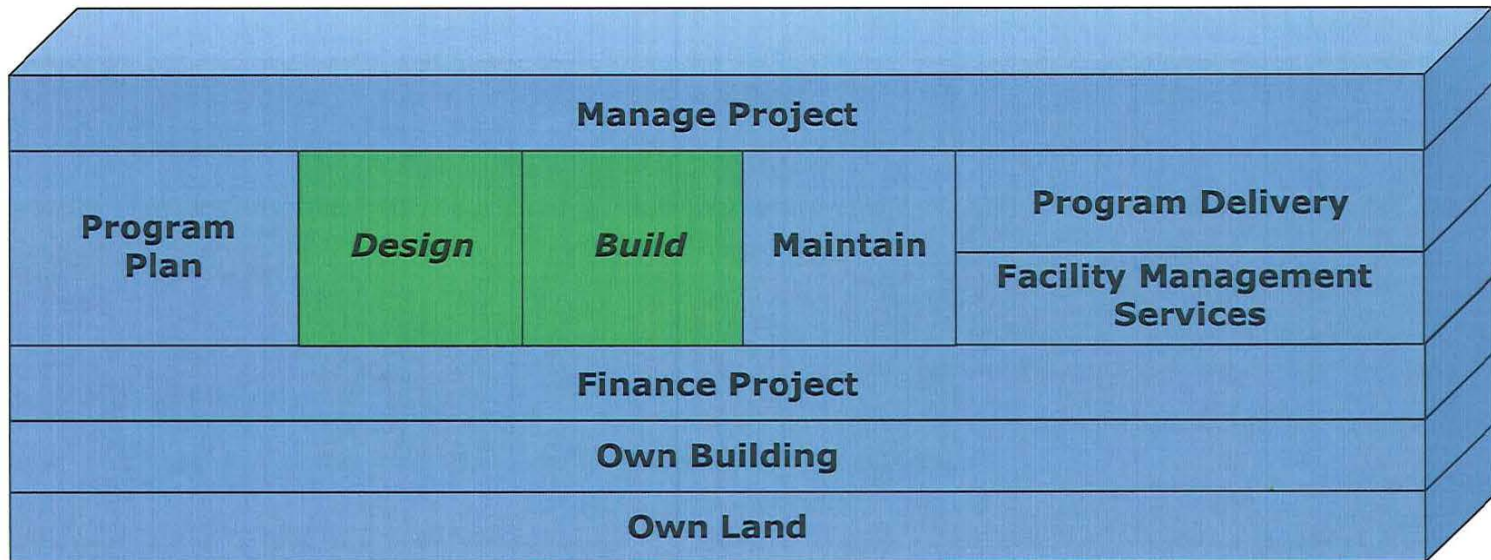 Manage Project
Program
Plan
Design
Build
Maintain
Program Delivery
Facility Management
Services
Finance Project
Own Building
Own Land